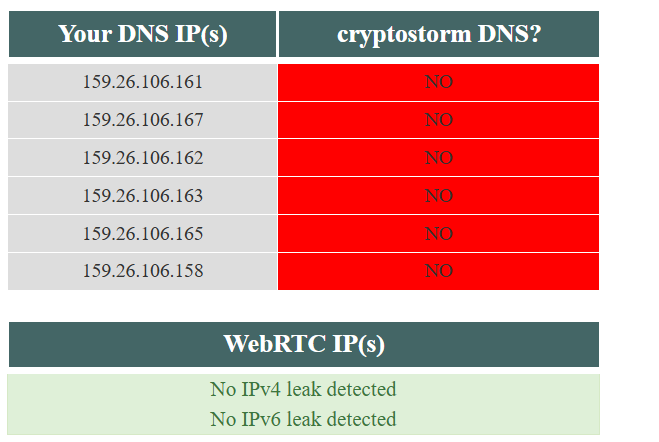 Your DNS IP(s) cryptostorm DNS?
159.26.106.161 NO
159.26.106.167 NO
159.26.106.162 NO
159.26.106.163 NO
159.26.106.165 NO
159.26.106.158 NO
WebRTC IP(s)
No IPv4 leak detected
No IPv6 leak detected